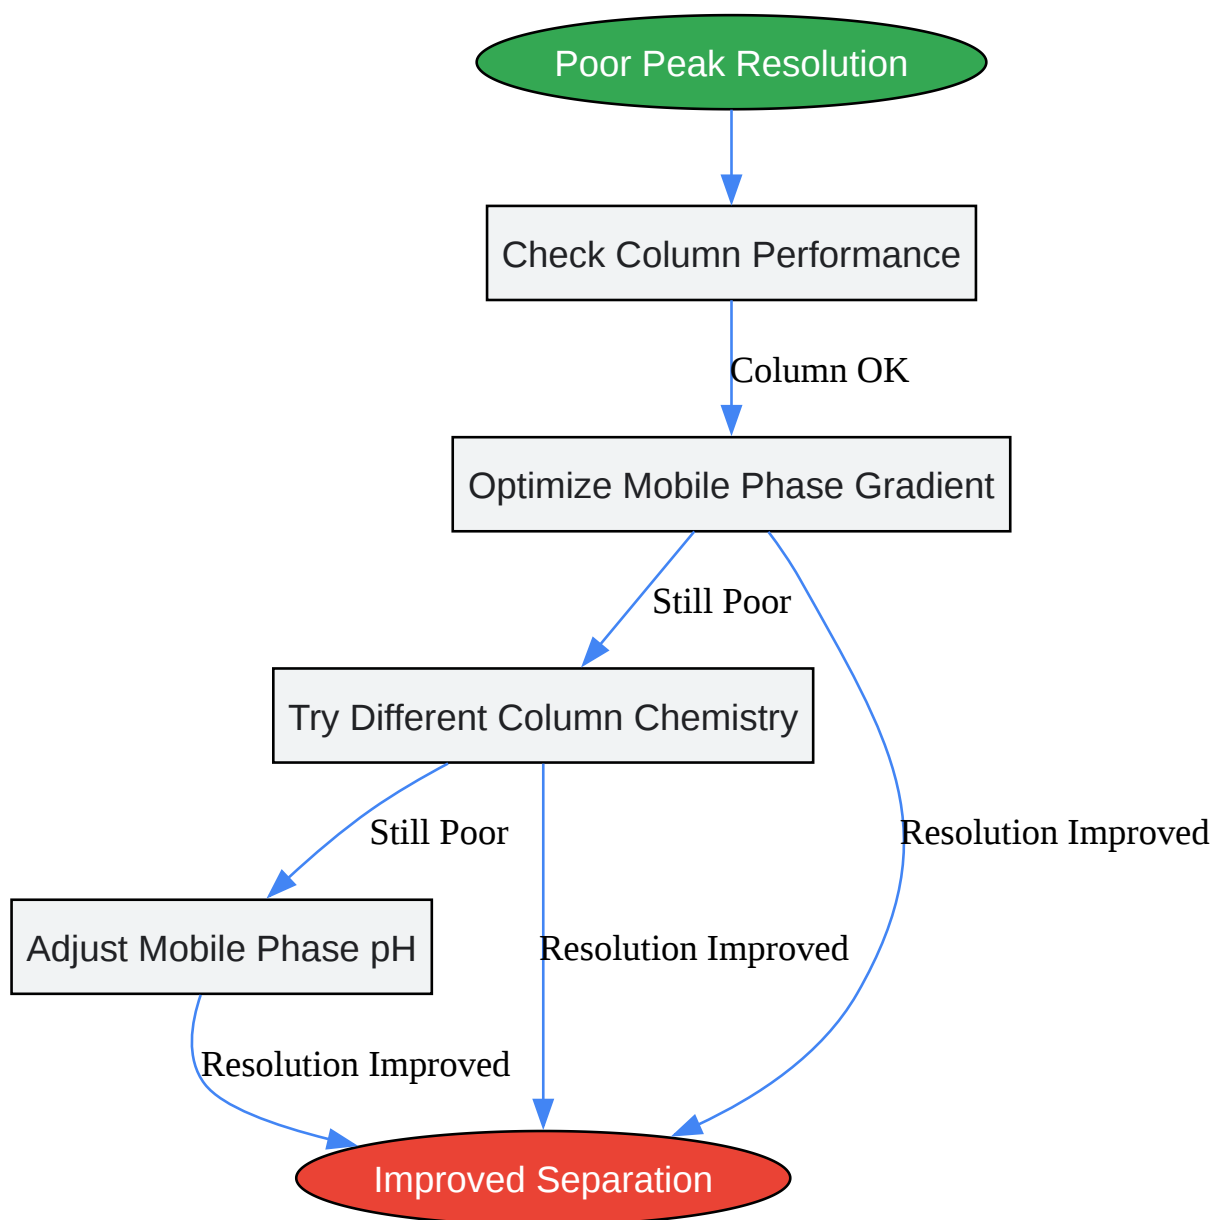 Poor Peak Resolution
Check Column Performance
Column OK
Optimize Mobile Phase Gradient
Still Poor
Try Different Column Chemistry
Still Poor
Resolution Improved
Adjust Mobile Phase pH
Resolution Improved
Resolution Improved
Improved Separation